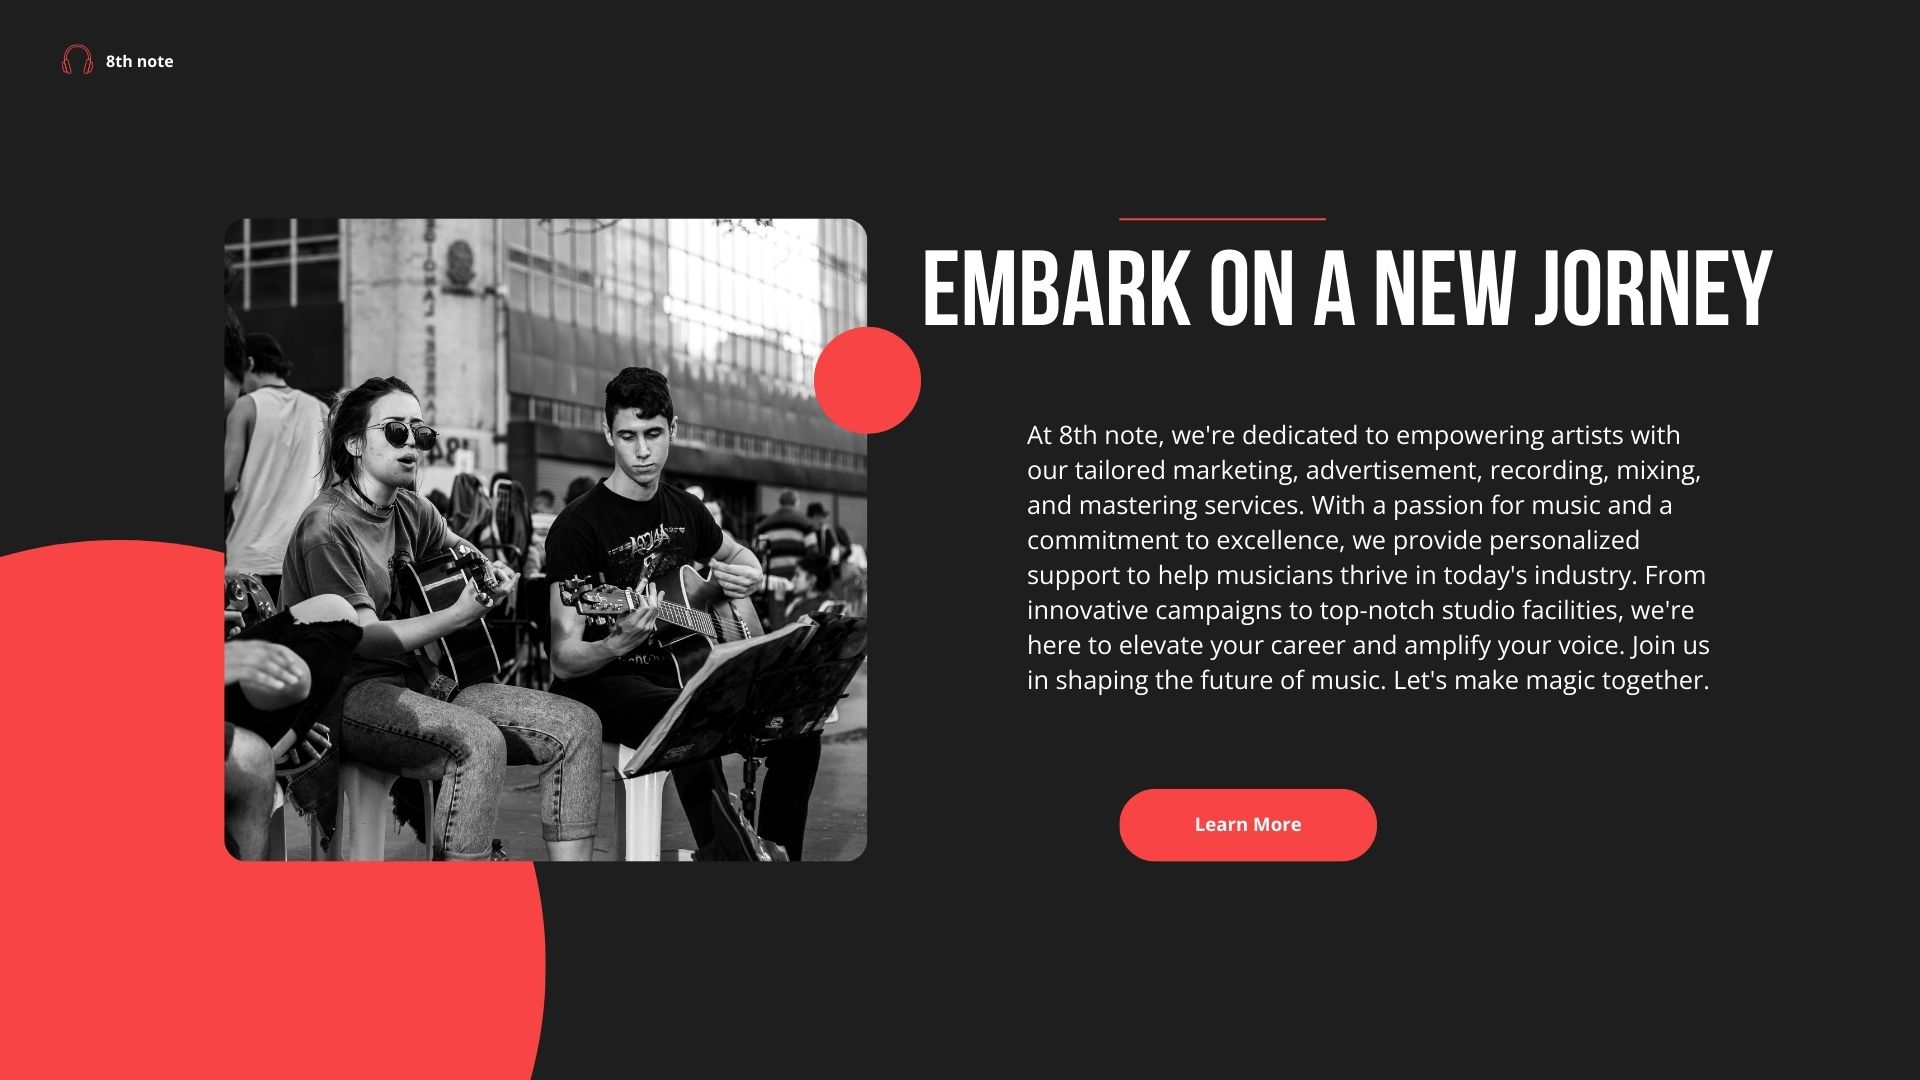 8th note
EMBARK ON A NEW JORNEY
At 8th note, we're dedicated to empowering artists with
our tailored marketing, advertisement, recording, mixing,
and mastering services. With a passion for music and a
commitment to excellence, we provide personalized
support to help musicians thrive in today's industry. From
innovative campaigns to top-notch studio facilities, we're
here to elevate your career and amplify your voice. Join us
in shaping the future of music. Let's make magic together.
Learn More